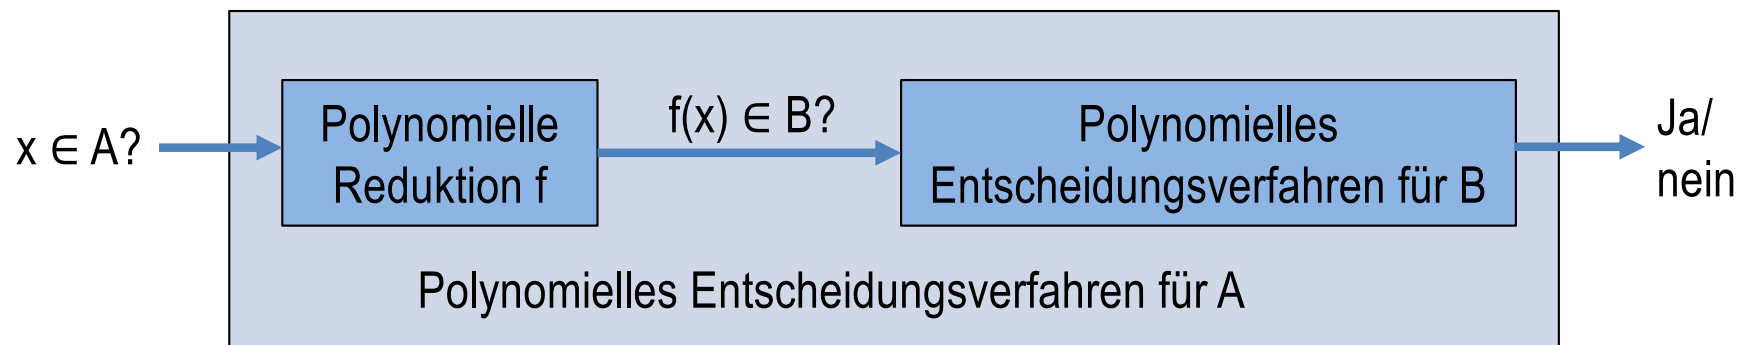 x ∈ A?
Polynomielle
Reduktion f
f(x) ∈ B?
Polynomielles
Entscheidungsverfahren für B
Ja/
nein
Polynomielles Entscheidungsverfahren für A